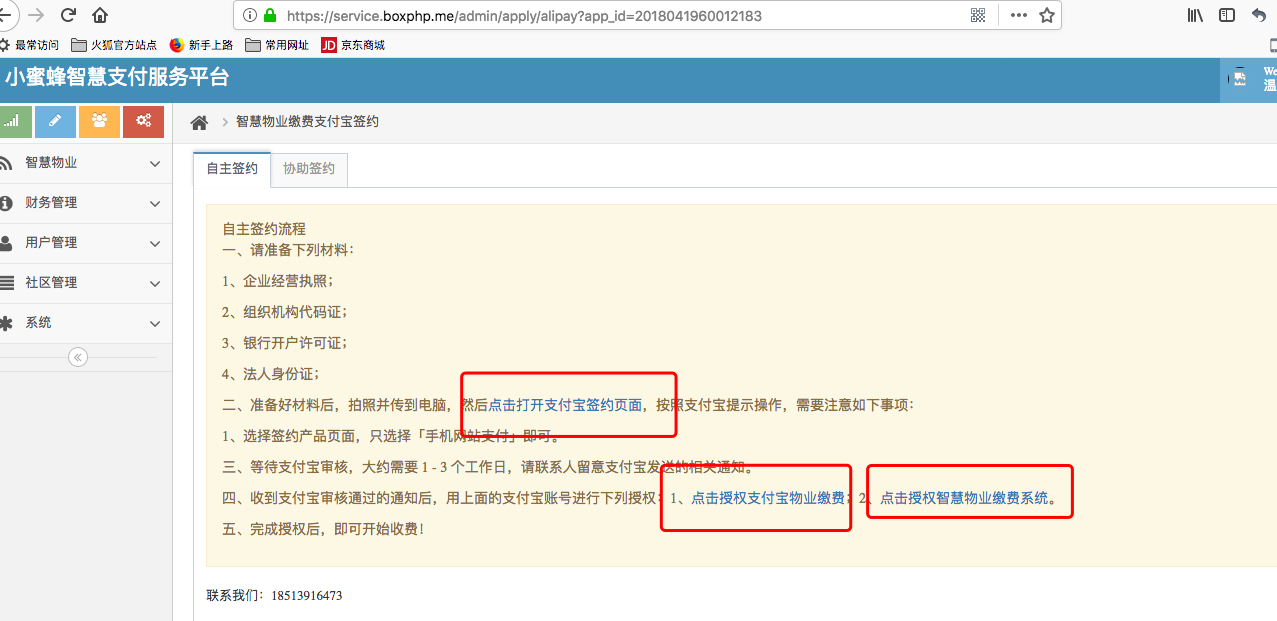 https://service.boxphp.me/admin/apply/alipay?app_id=2018041960012183
最常访问 火狐官方站点 新手上路 常用网址 JD 京东商城
小蜜蜂智慧支付服务平台
We
温
智慧物业缴费支付宝签约
智慧物业
财务管理
用户管理
社区管理
系统
自主签约 协助签约
自主签约流程
一、请准备下列材料：
1、企业经营执照；
2、组织机构代码证；
3、银行开户许可证；
4、法人身份证；
二、准备好材料后，拍照并传到电脑，然后点击打开支付宝签约页面，按照支付宝提示操作，需要注意如下事项：
1、选择签约产品页面，只选择「手机网站支付」即可。
三、等待支付宝审核，大约需要 1 - 3 个工作日，请联系人留意支付宝发送的相关通知。
四、收到支付宝审核通过的通知后，用上面的支付宝账号进行下列授权：1、点击授权支付宝物业缴费；2、点击授权智慧物业缴费系统。
五、完成授权后，即可开始收费！
联系我们：18513916473